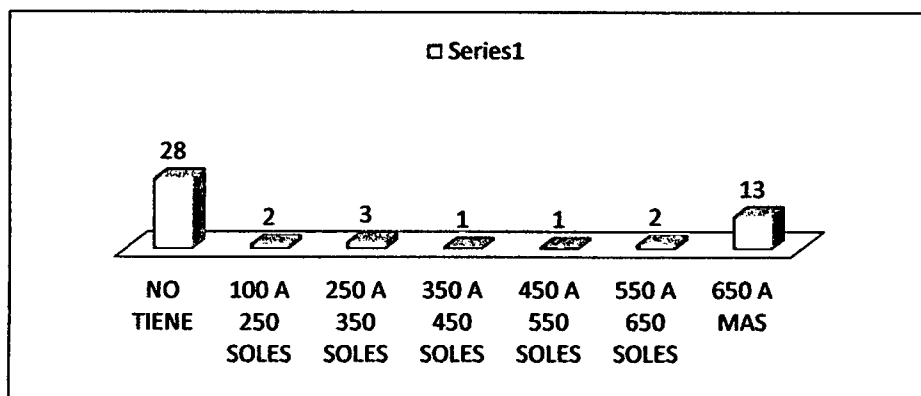 Series1
28
2
3
1
1
2
13
NO TIENE
100 A 250 SOLES
250 A 350 SOLES
350 A 450 SOLES
450 A 550 SOLES
550 A 650 SOLES
650 A MAS